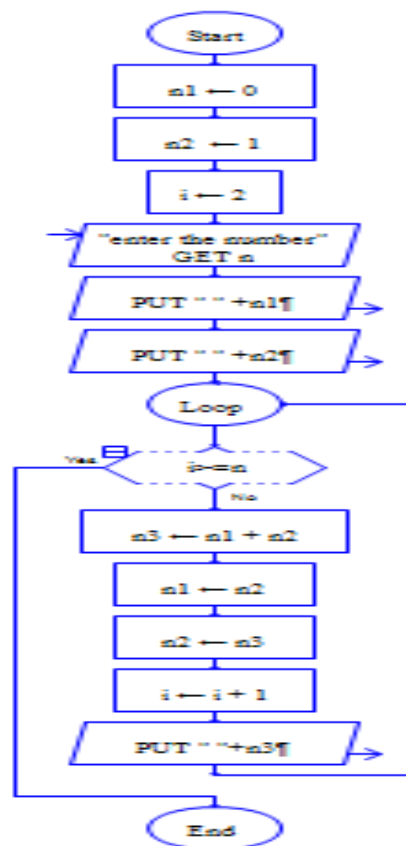 Start
n1 ← 0
n2 ← 1
i ← 2
"enter the number"
GET n
PUT " " +n1¶
PUT " " +n2¶
Loop
Yes
i>=n
No
n3 ← n1 + n2
n1 ← n2
n2 ← n3
i ← i + 1
PUT " "+n3¶
End